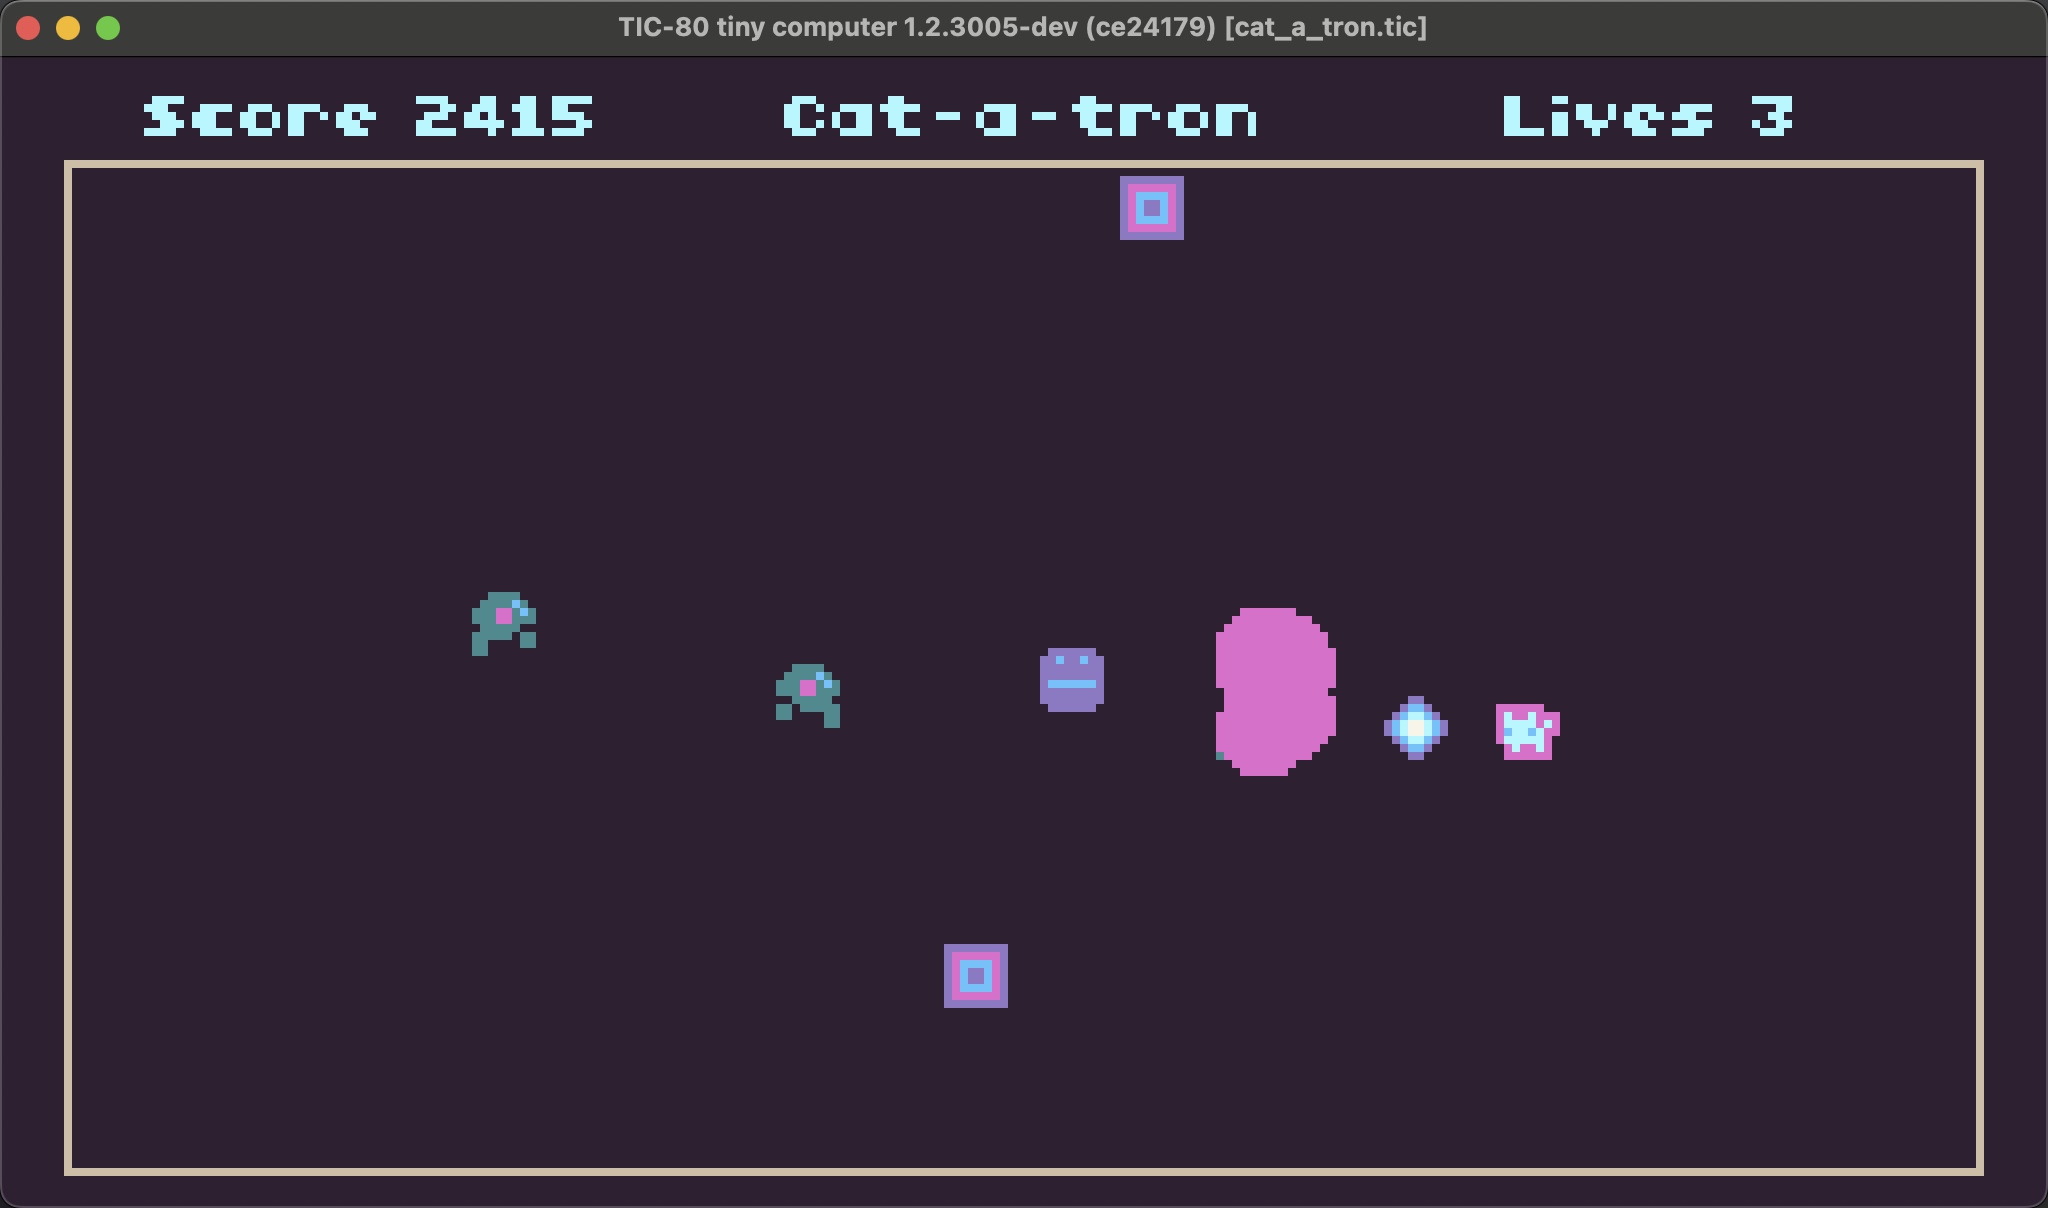 TIC-80 tiny computer 1.2.3005-dev (ce24179) [cat_a_tron.tic]
Score 2415 Cat-a-tron Lives 3